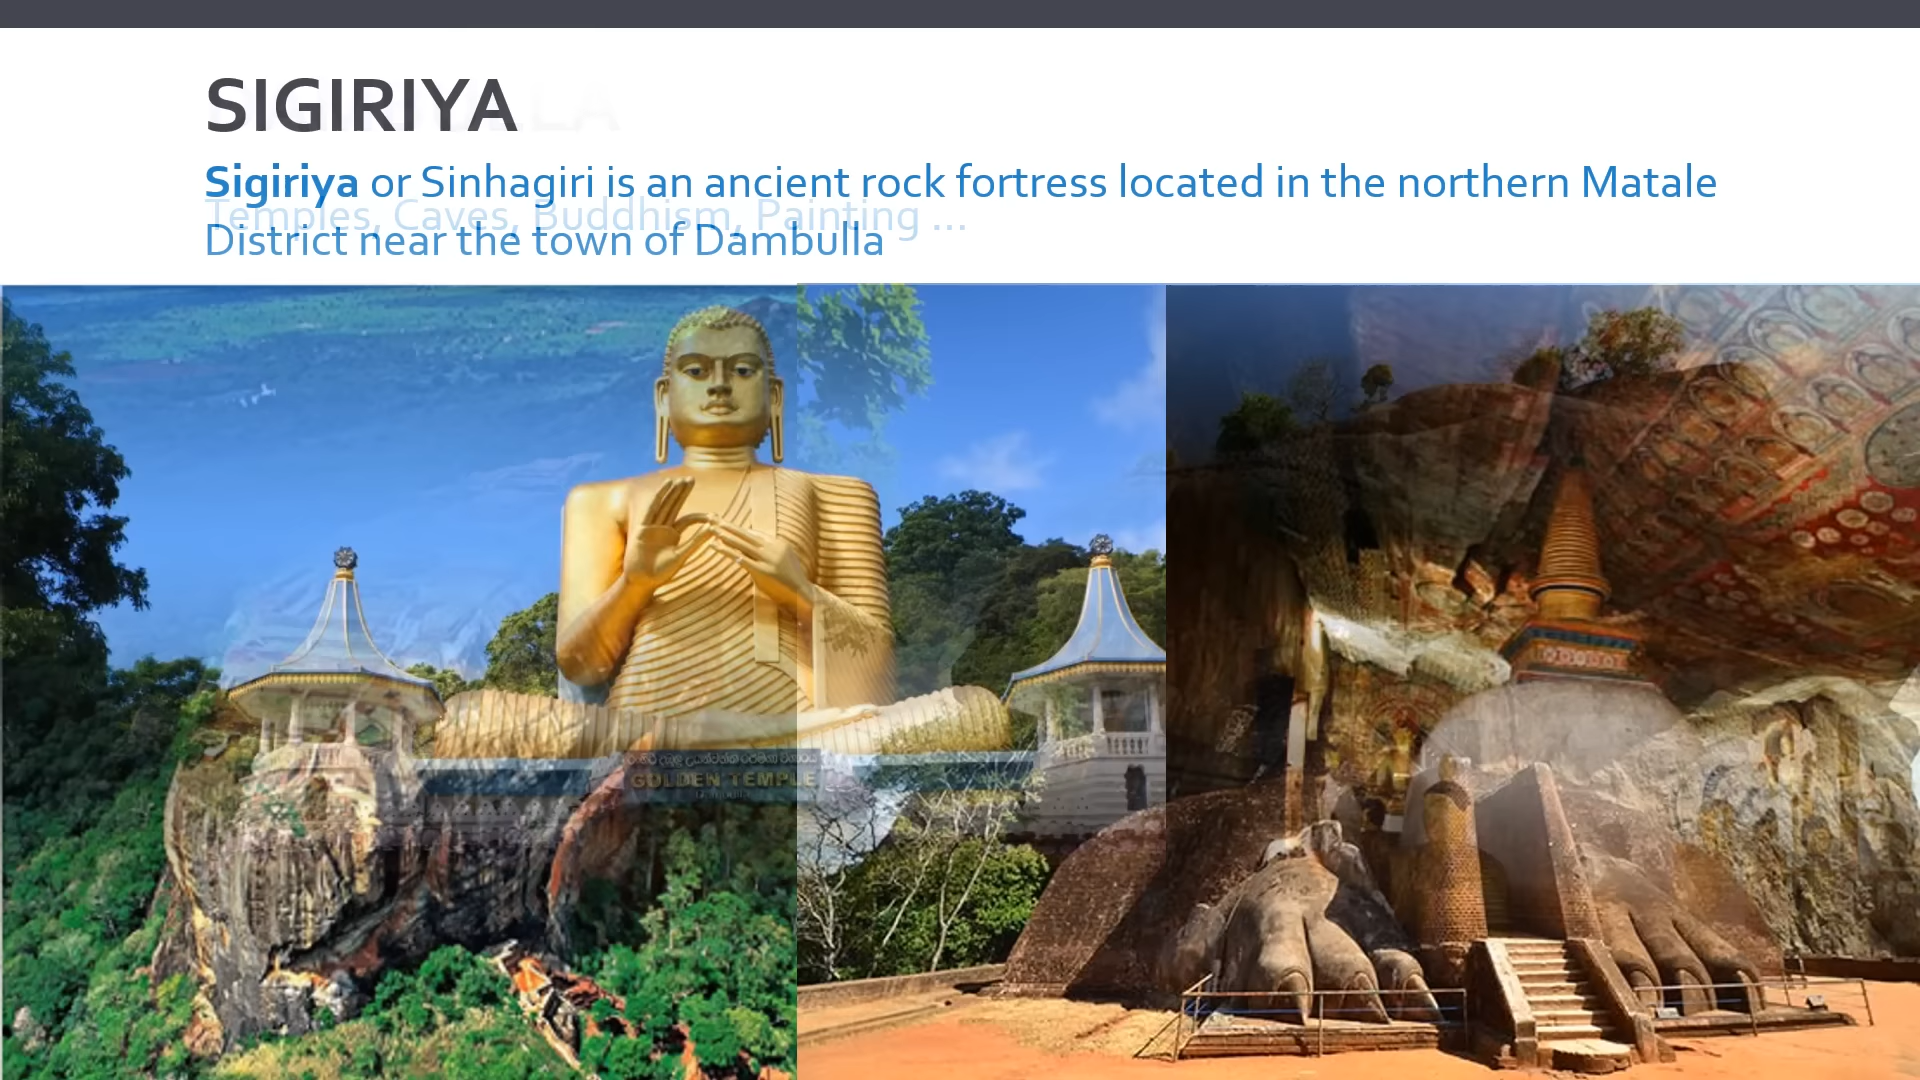 SIGIRIYA
Sigiriya or Sinhagiri is an ancient rock fortress located in the northern Matale
Temples, Caves, Buddhism, Painting ...
District near the town of Dambulla
GOLDEN TEMPLE